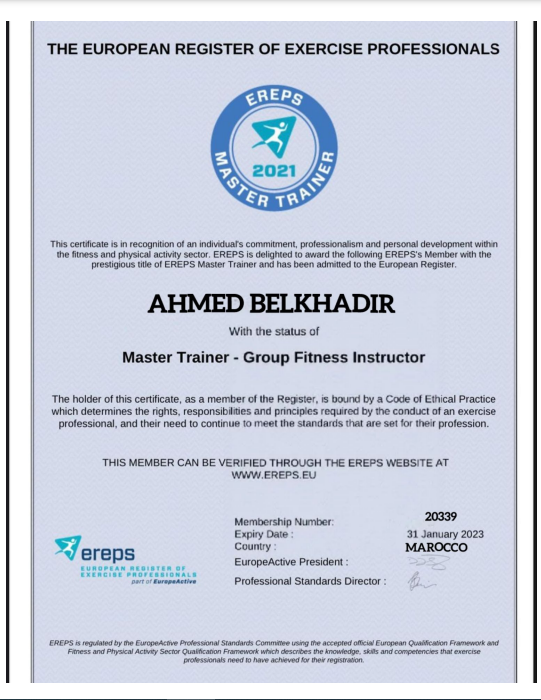 THE EUROPEAN REGISTER OF EXERCISE PROFESSIONALS
EREPS
2021
MASTER TRAINER
This certificate is in recognition of an individual's commitment, professionalism and personal development within
the fitness and physical activity sector. EREPS is delighted to award the following EREPS's Member with the
prestigious title of EREPS Master Trainer and has been admitted to the European Register.
AHMED BELKHADIR
With the status of
Master Trainer - Group Fitness Instructor
The holder of this certificate, as a member of the Register, is bound by a Code of Ethical Practice
which determines the rights, responsibilities and principles required by the conduct of an exercise
professional, and their need to continue to meet the standards that are set for their profession.
THIS MEMBER CAN BE VERIFIED THROUGH THE EREPS WEBSITE AT
WWW.EREPS.EU
Membership Number: 20339
Expiry Date : 31 January 2023
Country : MAROCCO
EuropeActive President :
Professional Standards Director :
ereps
EUROPEAN REGISTER OF
EXERCISE PROFESSIONALS
part of EuropeActive
EREPS is regulated by the EuropeActive Professional Standards Committee using the accepted official European Qualification Framework and
Fitness and Physical Activity Sector Qualification Framework which describes the knowledge, skills and competencies that exercise
professionals need to have achieved for their registration.